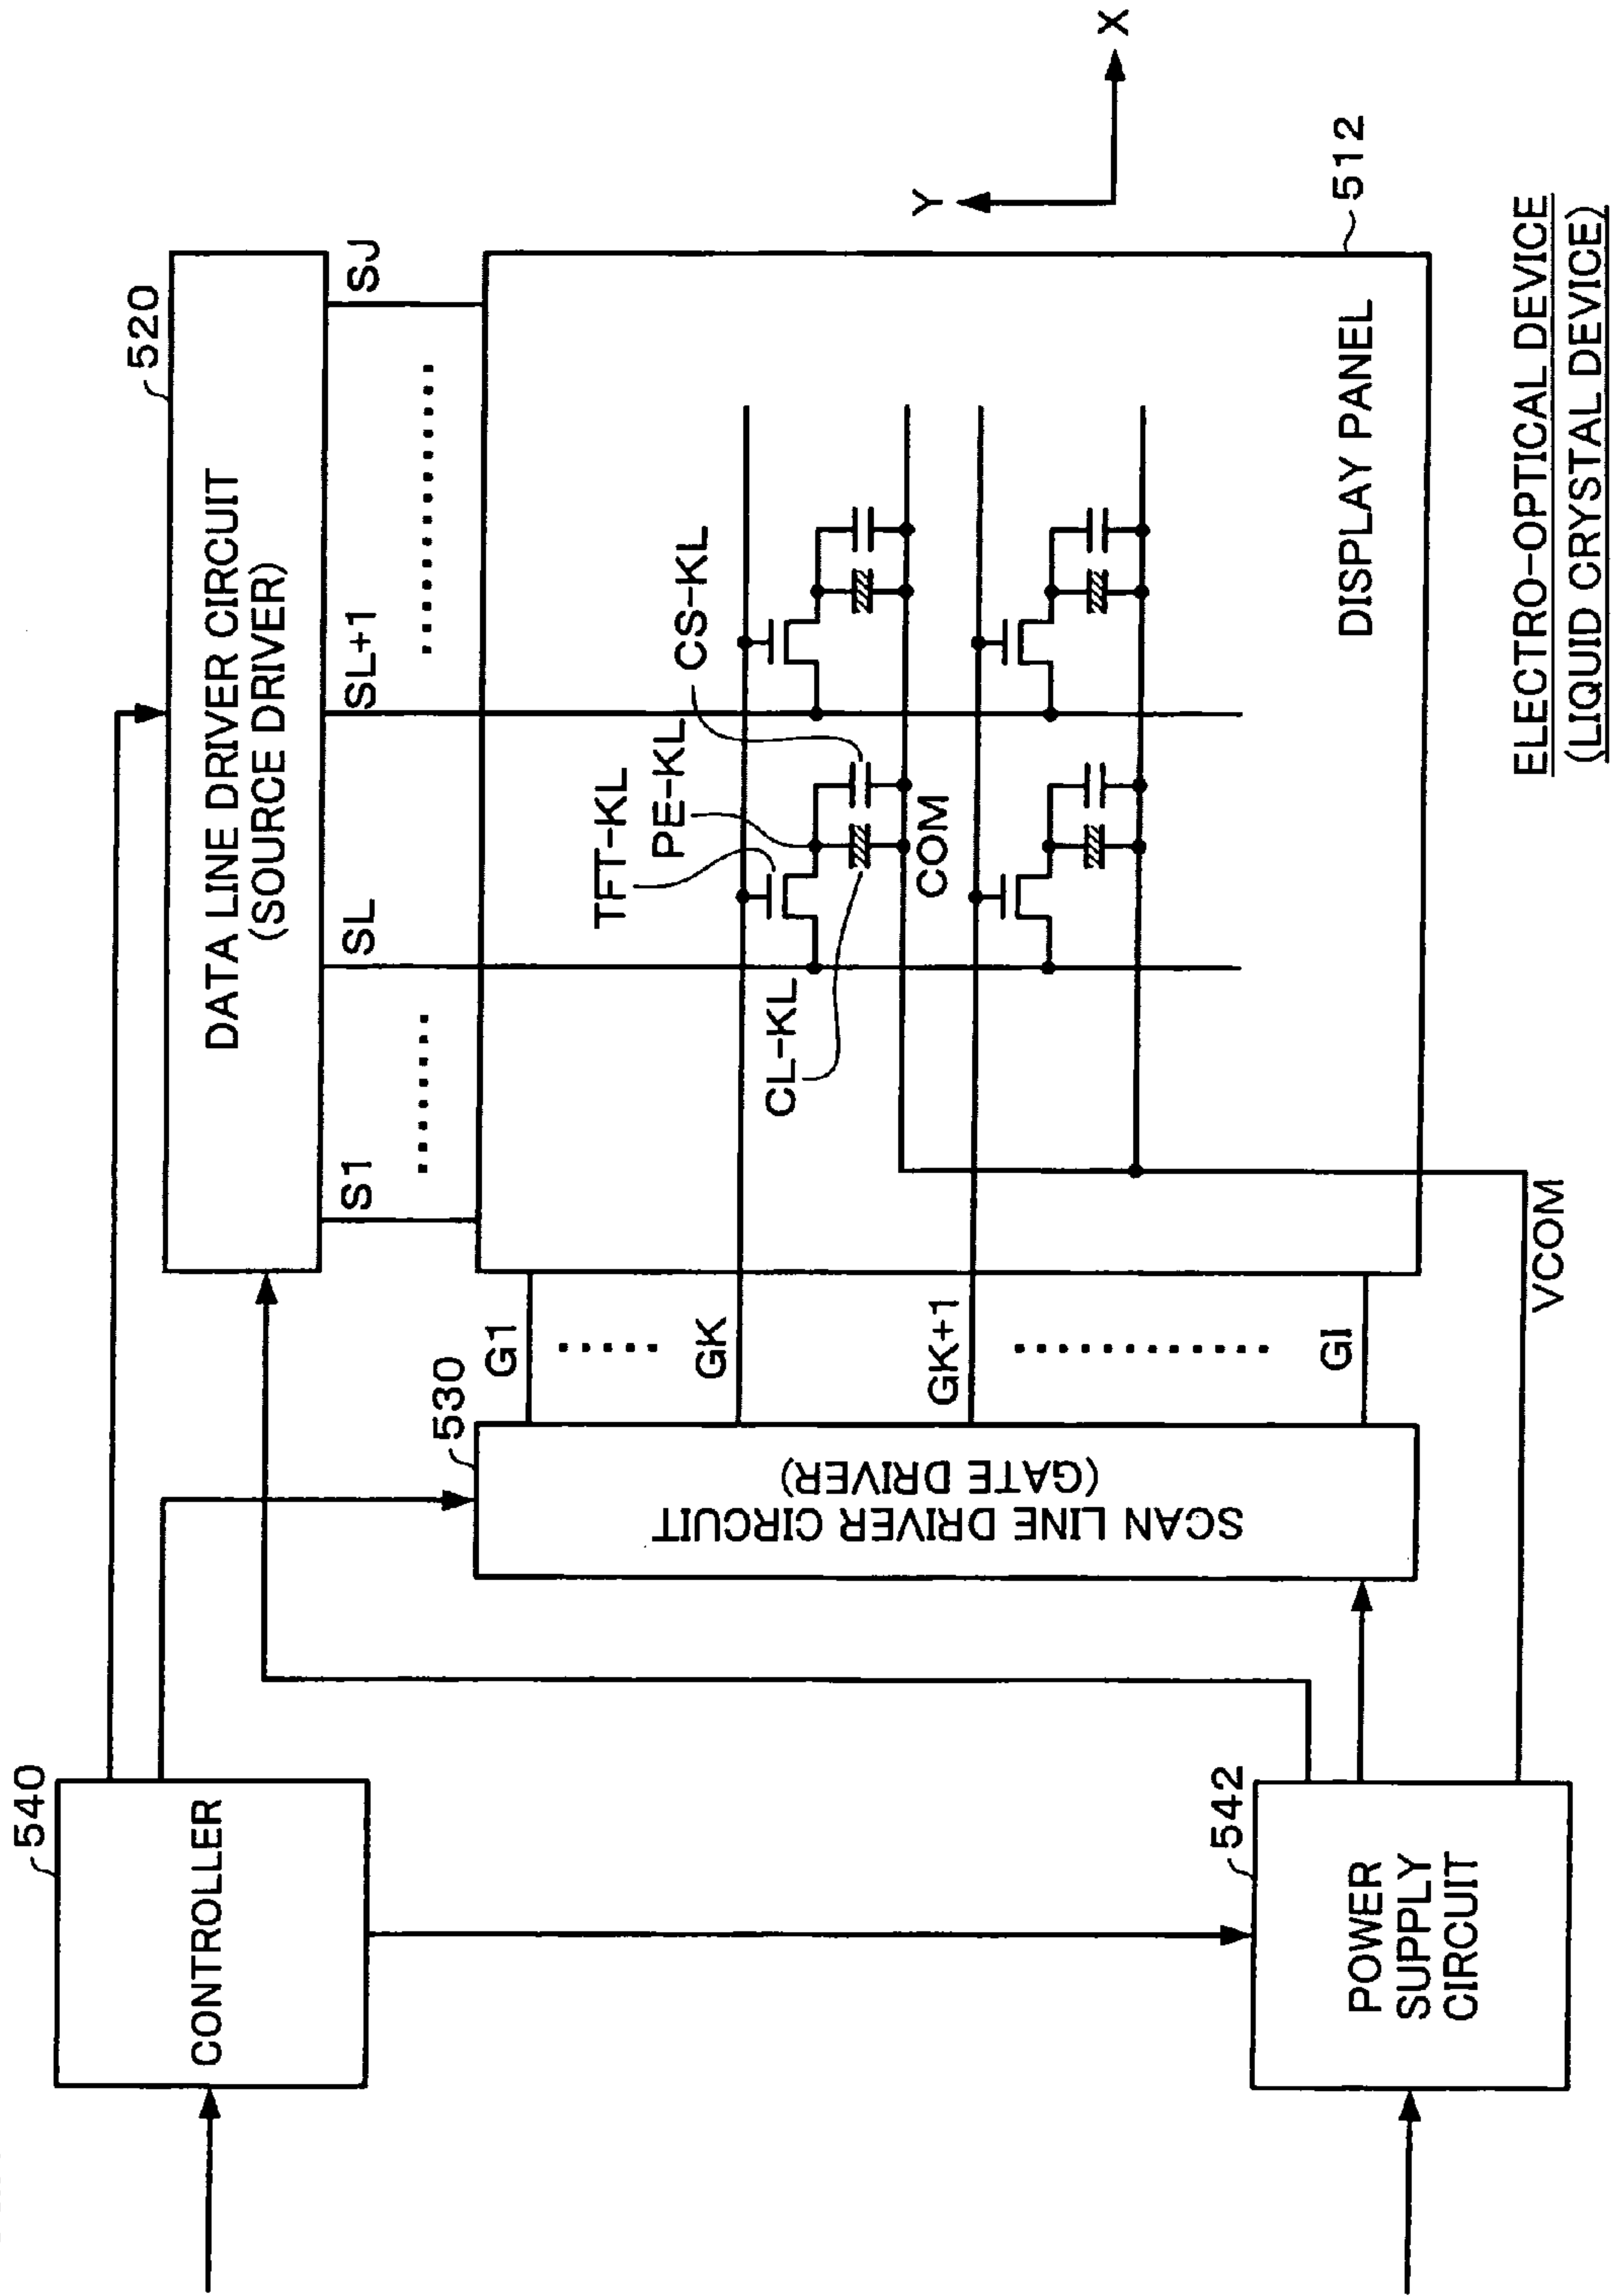 540
CONTROLLER
520
DATA LINE DRIVER CIRCUIT
(SOURCE DRIVER)
S1
SL
SL+1
SJ
530
SCAN LINE DRIVER CIRCUIT
(GATE DRIVER)
G1
GK
GK+1
GI
TFT-KL
PE-KL
CS-KL
CL-KL
COM
DISPLAY PANEL
512
Y
X
542
POWER
SUPPLY
CIRCUIT
VCOM
ELECTRO-OPTICAL DEVICE
(LIQUID CRYSTAL DEVICE)